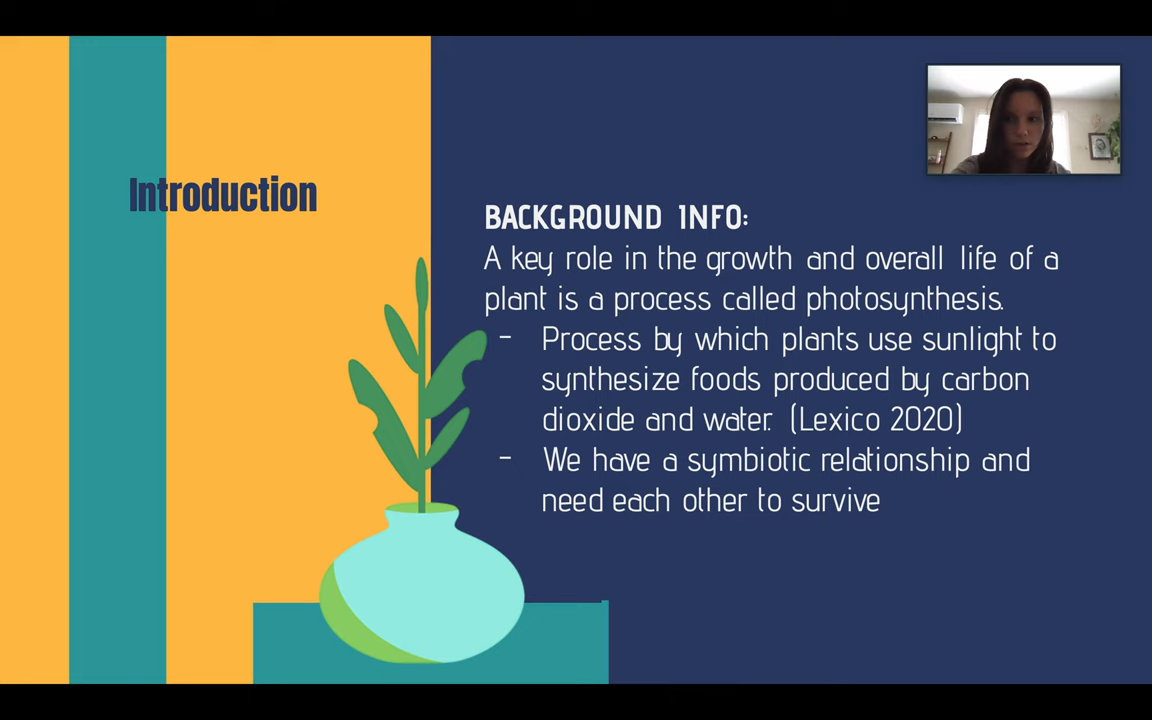 Introduction
BACKGROUND INFO:
A key role in the growth and overall life of a
plant is a process called photosynthesis.
- Process by which plants use sunlight to
synthesize foods produced by carbon
dioxide and water. (Lexico 2020)
- We have a symbiotic relationship and
need each other to survive